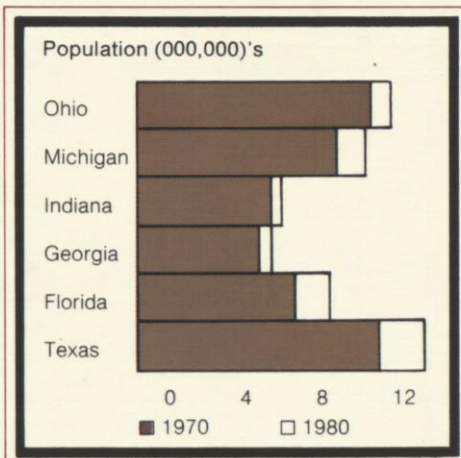 Population (000,000)'s
Ohio
Michigan
Indiana
Georgia
Florida
Texas
0 4 8 12
1970 1980